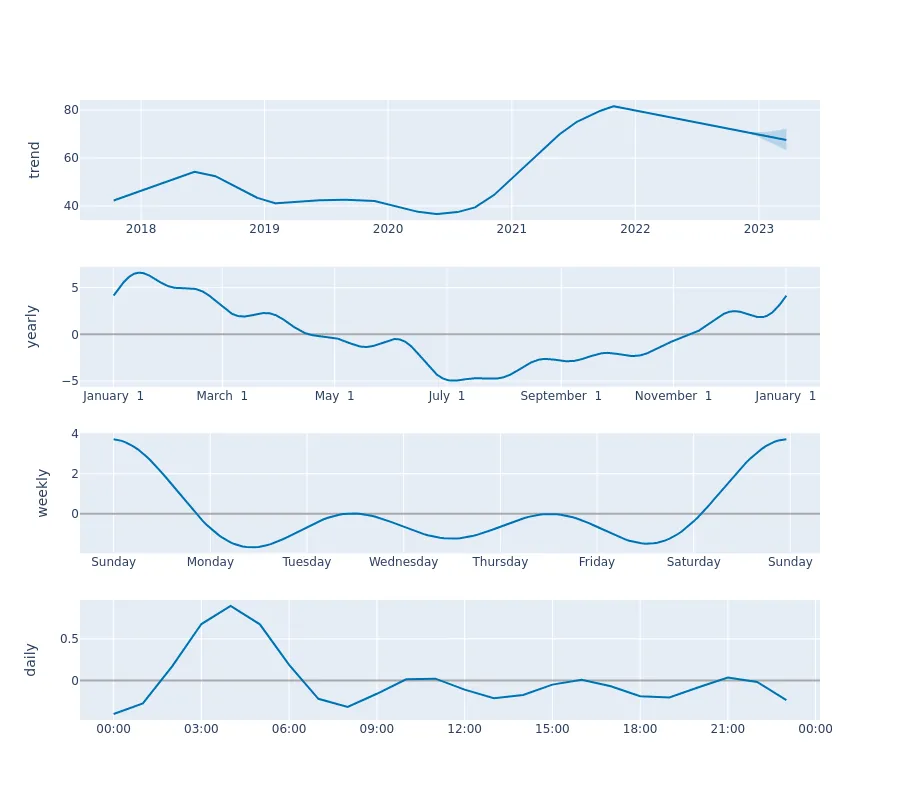 trend
80
60
40
2018 2019 2020 2021 2022 2023
yearly
5
0
−5
January 1 March 1 May 1 July 1 September 1 November 1 January 1
weekly
4
2
0
Sunday Monday Tuesday Wednesday Thursday Friday Saturday Sunday
daily
0.5
0
00:00 03:00 06:00 09:00 12:00 15:00 18:00 21:00 00:00